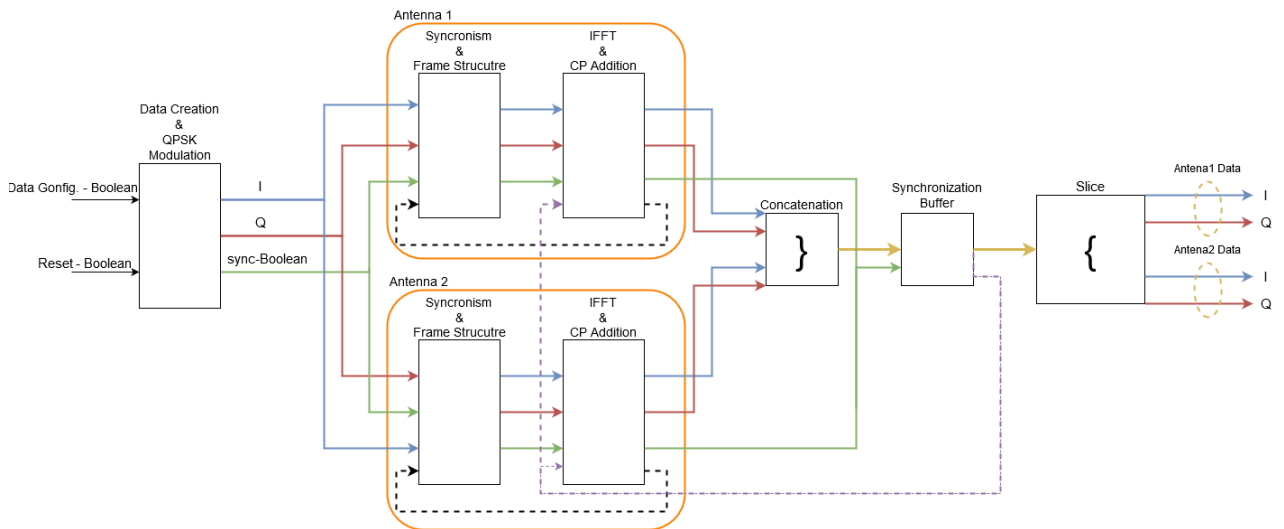 Antenna 1
Syncronism
&
Frame Strucutre
IFFT
&
CP Addition
Data Creation
&
QPSK
Modulation
Data Gonfig. - Boolean
Reset - Boolean
I
Q
sync-Boolean
Concatenation
}
Synchronization
Buffer
Slice
{
Antena1 Data
I
Q
Antena2 Data
I
Q
Antenna 2
Syncronism
&
Frame Strucutre
IFFT
&
CP Addition